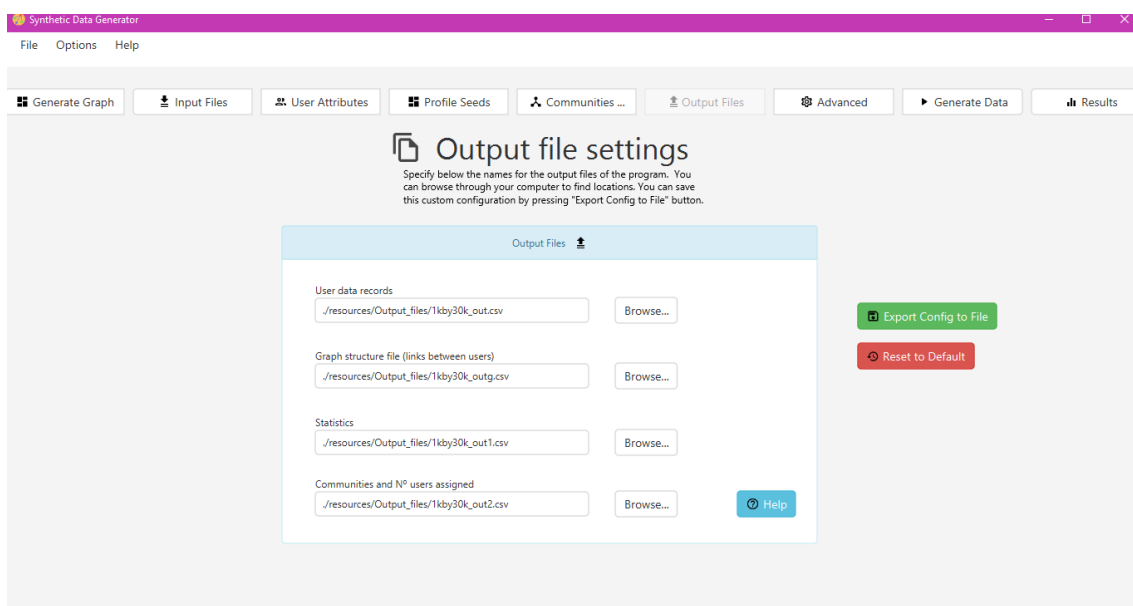 Synthetic Data Generator
File Options Help
Generate Graph Input Files User Attributes Profile Seeds Communities ... Output Files Advanced Generate Data Results
Output file settings
Specify below the names for the output files of the program. You
can browse through your computer to find locations. You can save
this custom configuration by pressing "Export Config to File" button.
Output Files
User data records
./resources/Output_files/1kby30k_out.csv Browse...
Export Config to File
Graph structure file (links between users)
Reset to Default
./resources/Output_files/1kby30k_outg.csv Browse...
Statistics
./resources/Output_files/1kby30k_out1.csv Browse...
Communities and Nº users assigned
./resources/Output_files/1kby30k_out2.csv Browse... Help